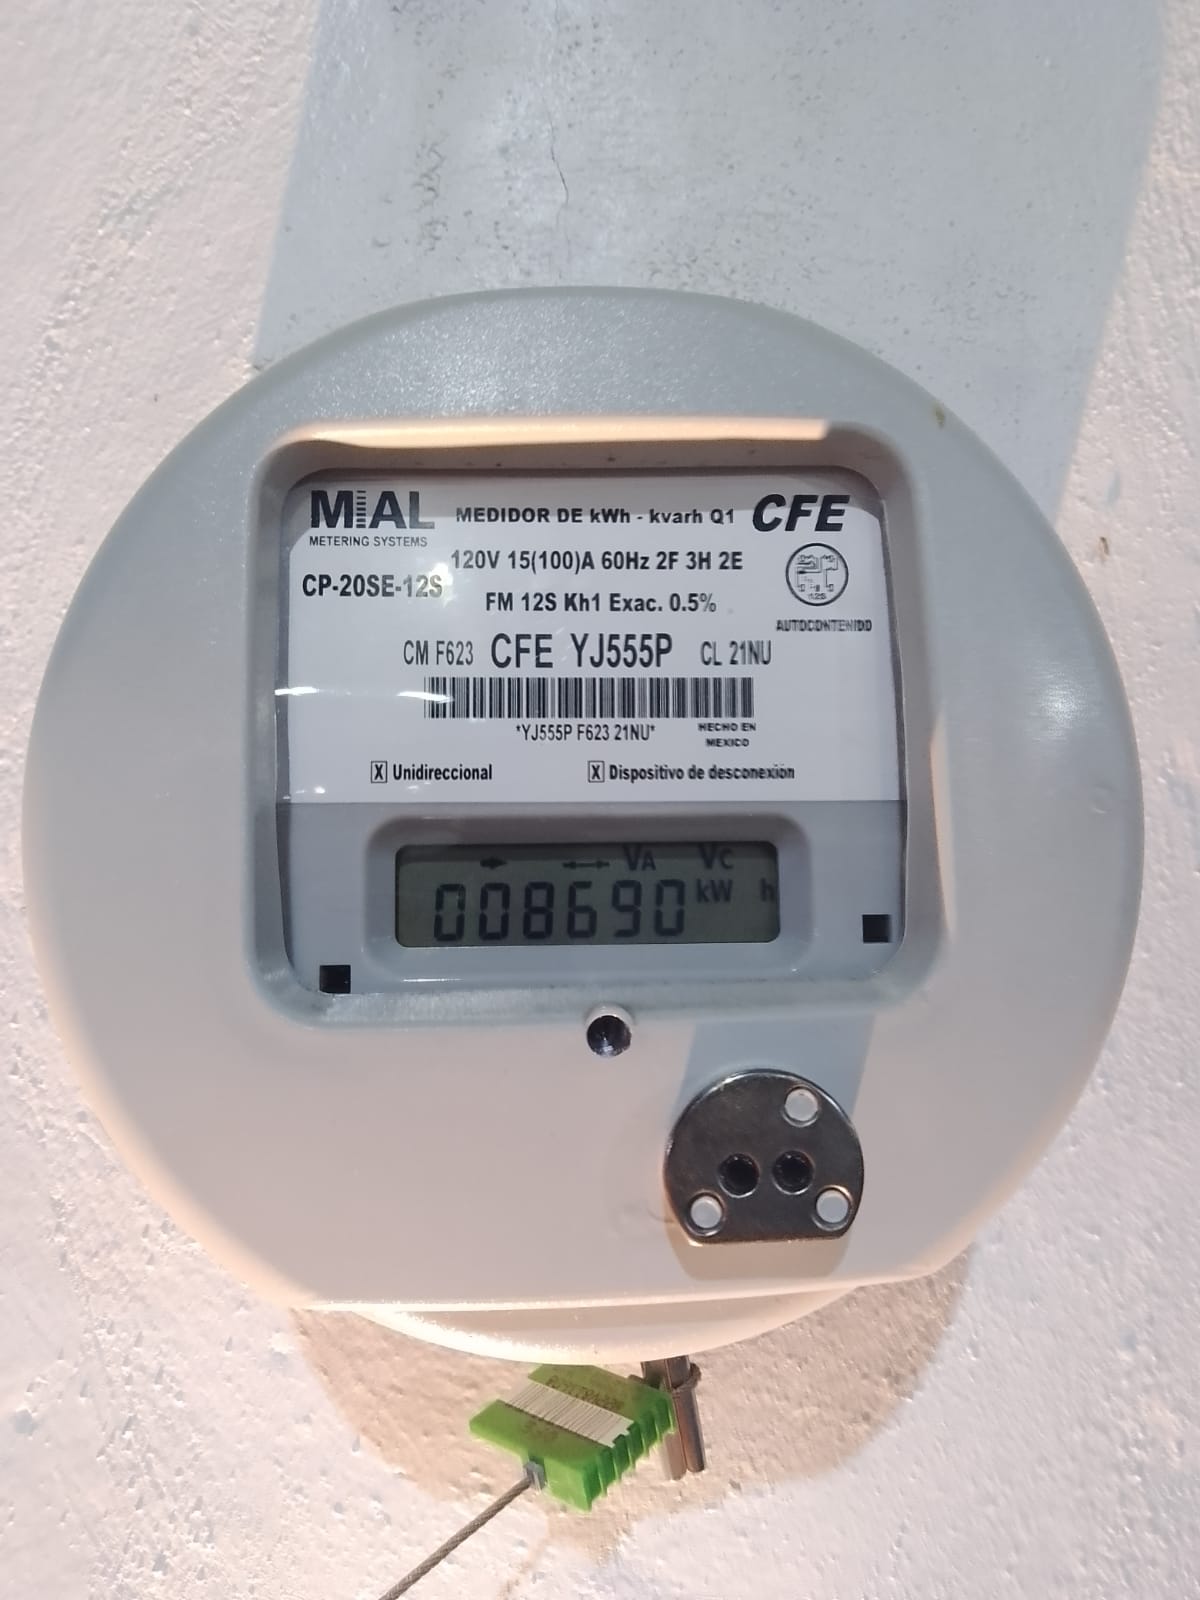 MIAL
METERING SYSTEMS
MEDIDOR DE kWh - kvarh Q1
CFE
120V 15(100)A 60Hz 2F 3H 2E
CP-20SE-12S
FM 12S Kh1 Exac. 0.5%
12S
AUTOCONTENIDO
CM F623 CFE YJ555P CL 21NU
*YJ555P F623 21NU*
HECHO EN
MEXICO
X Unidireccional
X Dispositivo de desconexión
VA VC
008690 kW h